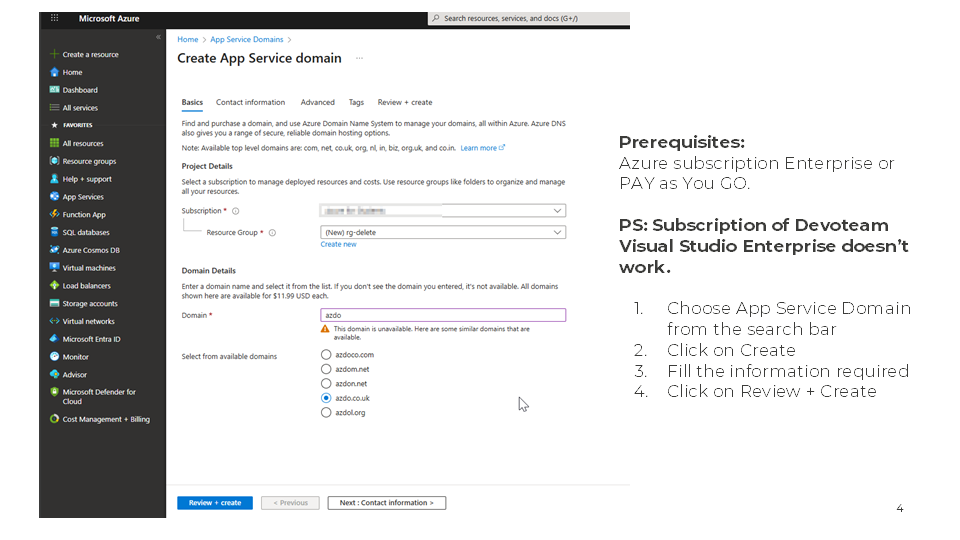 Microsoft Azure
Search resources, services, and docs (G+/)
«
Create a resource
Home
Dashboard
All services
FAVORITES
All resources
Resource groups
Help + support
App Services
Function App
SQL databases
Azure Cosmos DB
Virtual machines
Load balancers
Storage accounts
Virtual networks
Microsoft Entra ID
Monitor
Advisor
Microsoft Defender for
Cloud
Cost Management + Billing
Home > App Service Domains >
Create App Service domain ...
Basics Contact information Advanced Tags Review + create
Find and purchase a domain, and use Azure Domain Name System to manage your domains, all within Azure. Azure DNS
also gives you a range of secure, reliable domain hosting options.
Note: Available top level domains are: com, net, co.uk, org, nl, in, biz, org.uk, and co.in. Learn more
Project Details
Select a subscription to manage deployed resources and costs. Use resource groups like folders to organize and manage
all your resources.
Subscription *
Resource Group * (New) rg-delete
Create new
Domain Details
Enter a domain name and select it from the list. If you don't see the domain you entered, it's not available. All domains
shown here are available for $11.99 USD each.
Domain * azdo
This domain is unavailable. Here are some similar domains that are
available.
Select from available domains
azdoco.com
azdom.net
azdon.net
azdo.co.uk
azdol.org
Review + create < Previous Next : Contact information >
Prerequisites:
Azure subscription Enterprise or
PAY as You GO.
PS: Subscription of Devoteam
Visual Studio Enterprise doesn't
work.
1. Choose App Service Domain
from the search bar
2. Click on Create
3. Fill the information required
4. Click on Review + Create
4